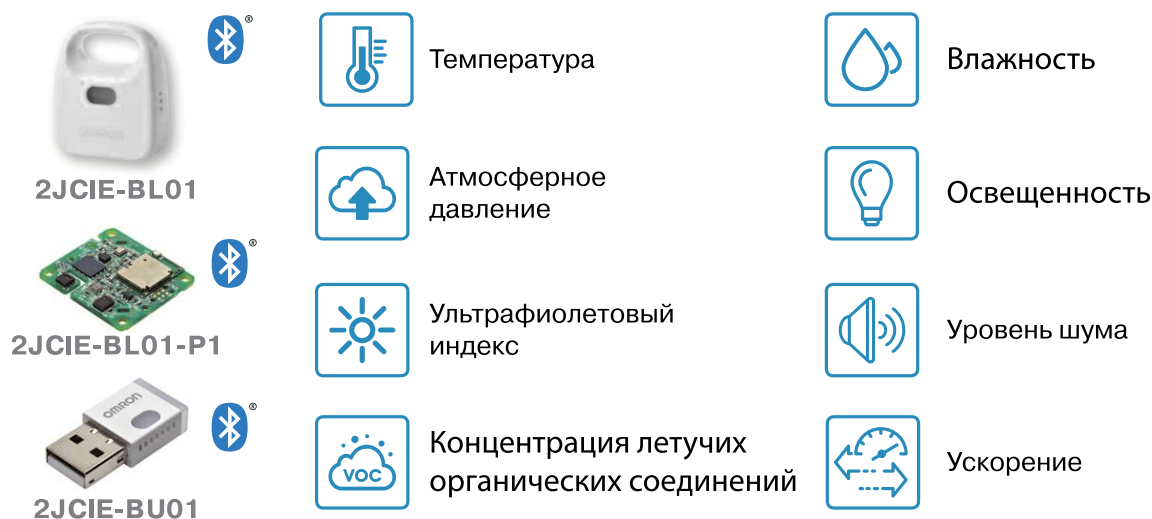 2JCIE-BL01
2JCIE-BL01-P1
OMRON
2JCIE-BU01
Температура
Атмосферное
давление
Ультрафиолетовый
индекс
VOC
Концентрация летучих
органических соединений
Влажность
Освещенность
Уровень шума
Ускорение